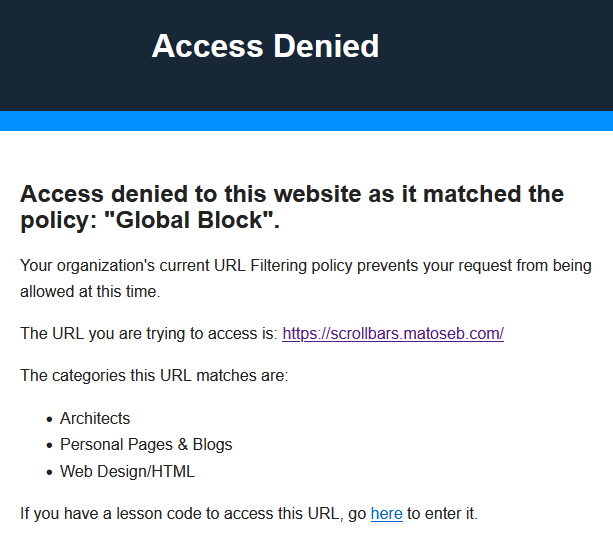 Access Denied
Access denied to this website as it matched the
policy: "Global Block".
Your organization's current URL Filtering policy prevents your request from being
allowed at this time.
The URL you are trying to access is: https://scrollbars.matoseb.com/
The categories this URL matches are:
• Architects
• Personal Pages & Blogs
• Web Design/HTML
If you have a lesson code to access this URL, go here to enter it.